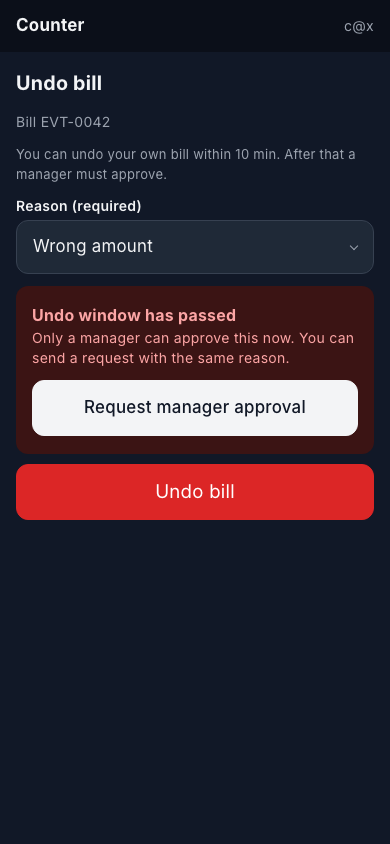 Counter
c@x
Undo bill
Bill EVT-0042
You can undo your own bill within 10 min. After that a
manager must approve.
Reason (required)
Wrong amount
Undo window has passed
Only a manager can approve this now. You can
send a request with the same reason.
Request manager approval
Undo bill